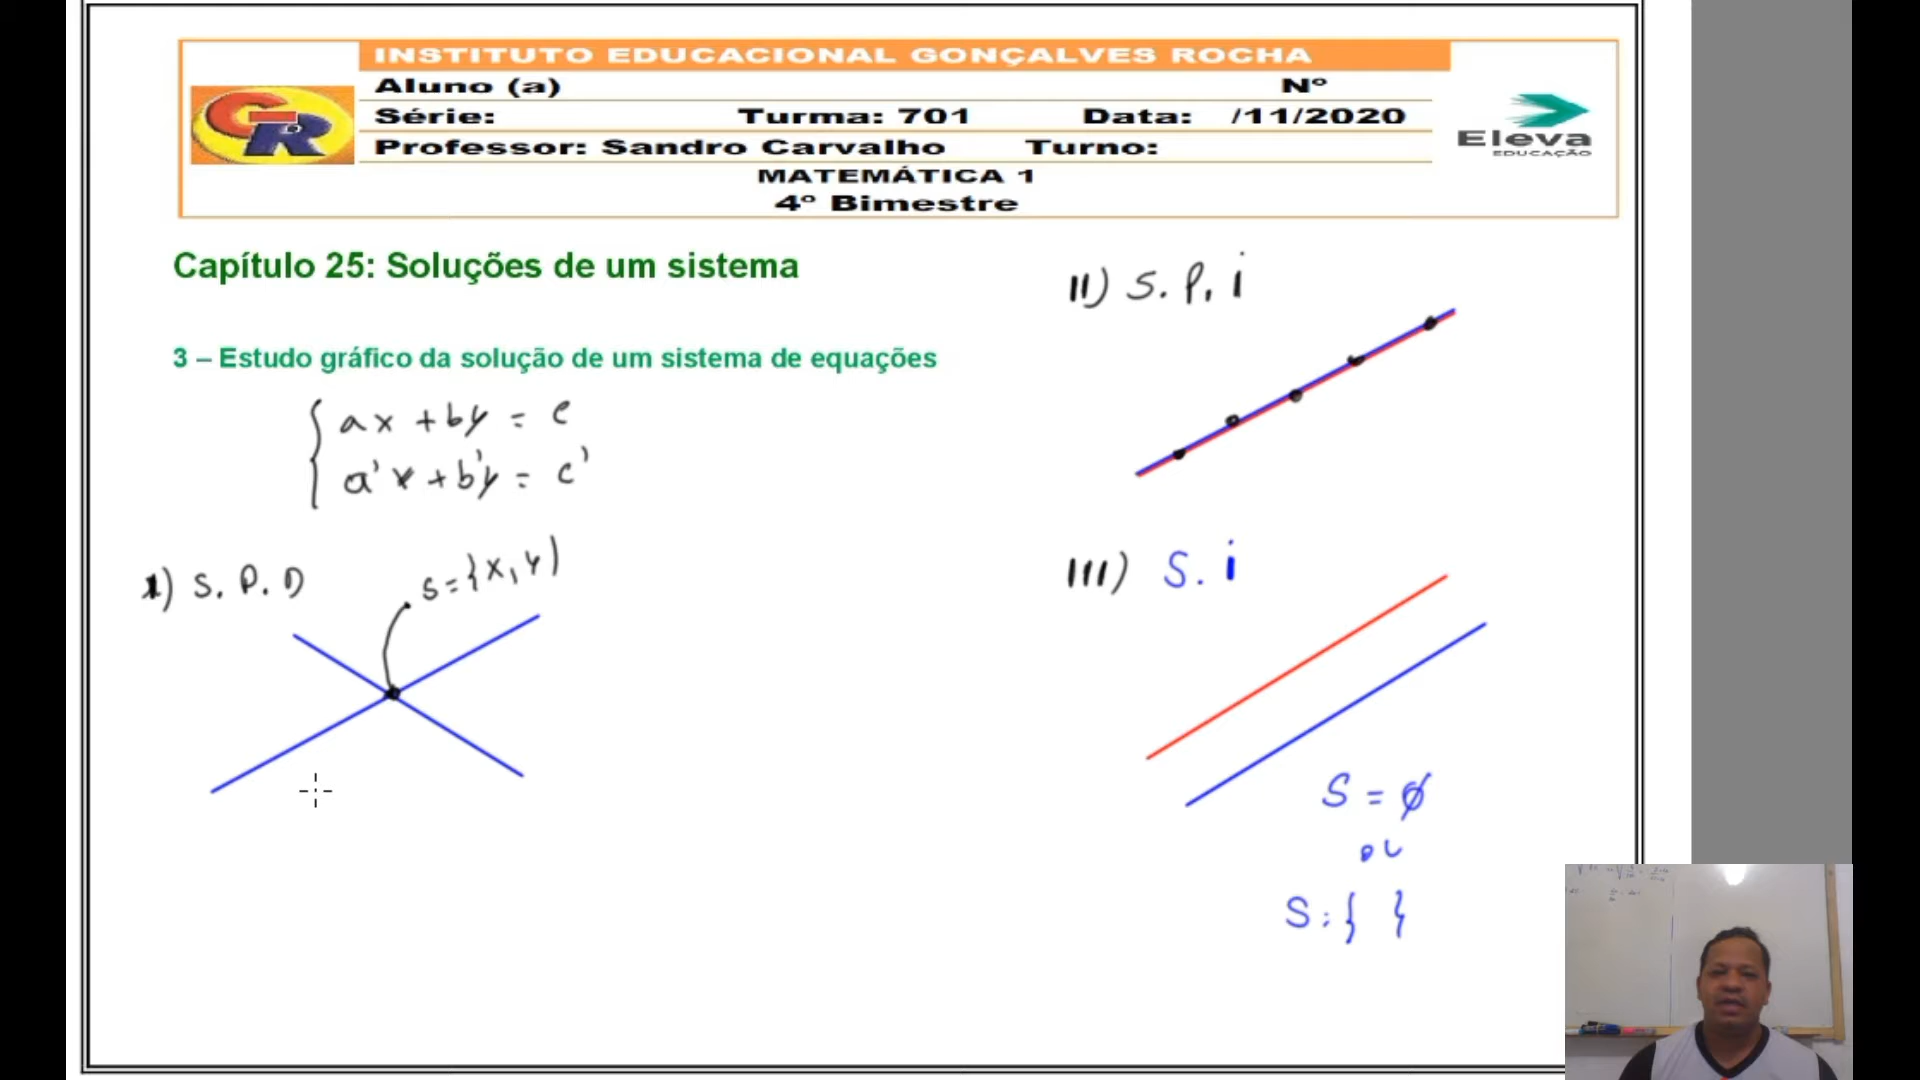 INSTITUTO EDUCACIONAL GONÇALVES ROCHA
GR
Aluno (a) Nº
Série: Turma: 701 Data: /11/2020
Professor: Sandro Carvalho Turno:
MATEMÁTICA 1
4º Bimestre
Eleva
EDUCAÇÃO
Capítulo 25: Soluções de um sistema
3 – Estudo gráfico da solução de um sistema de equações
{ax + by = c
a'x + b'y = c'
I) S. P. D
S = {x, y)
II) S. P. i
III) S. i
S = ∅
ou
S = { }